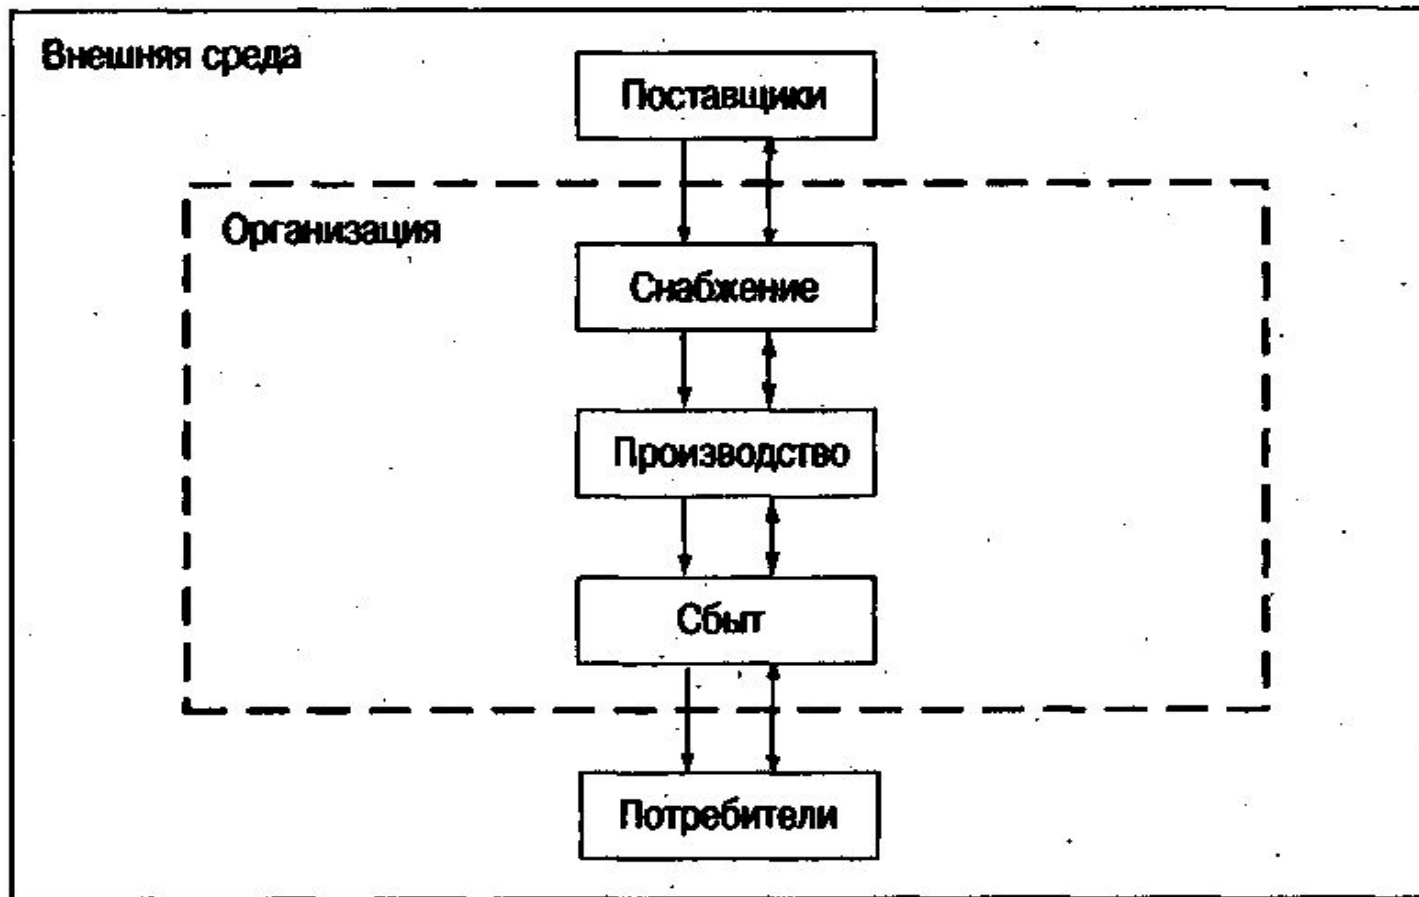 Внешняя среда
Поставщики
Организация
Снабжение
Производство
Сбыт
Потребители